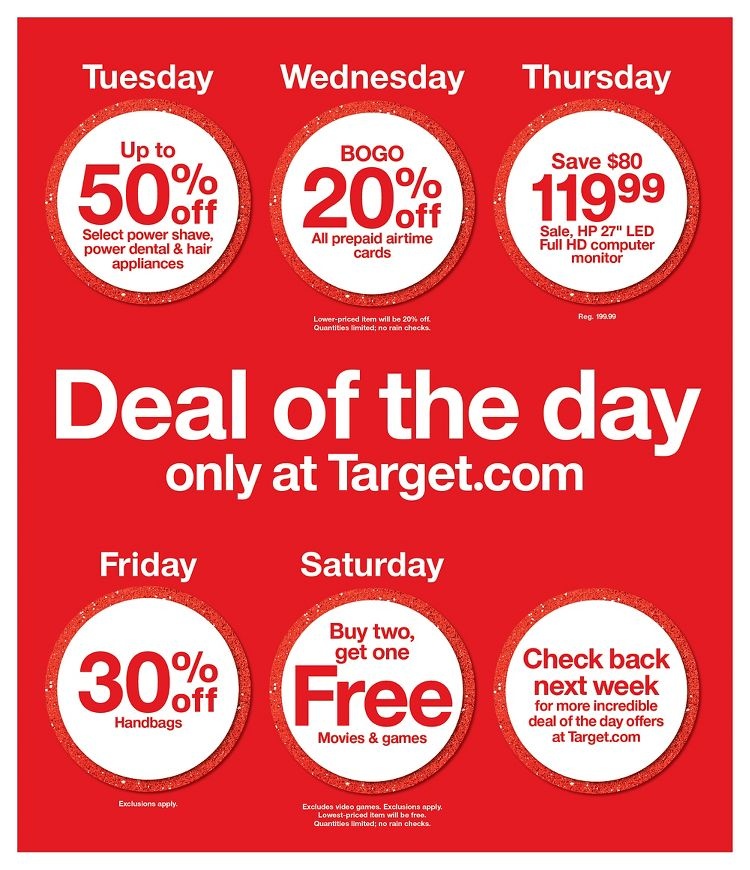 Tuesday
Up to
50% off
Select power shave,
power dental & hair
appliances
Wednesday
BOGO
20% off
All prepaid airtime
cards
Lower-priced item will be 20% off.
Quantities limited; no rain checks.
Thursday
Save $80
119 99
Sale, HP 27" LED
Full HD computer
monitor
Reg. 199.99
Deal of the day
only at Target.com
Friday
30% off
Handbags
Exclusions apply.
Saturday
Buy two,
get one
Free
Movies & games
Excludes video games. Exclusions apply.
Lowest-priced item will be free.
Quantities limited; no rain checks.
Check back
next week
for more incredible
deal of the day offers
at Target.com